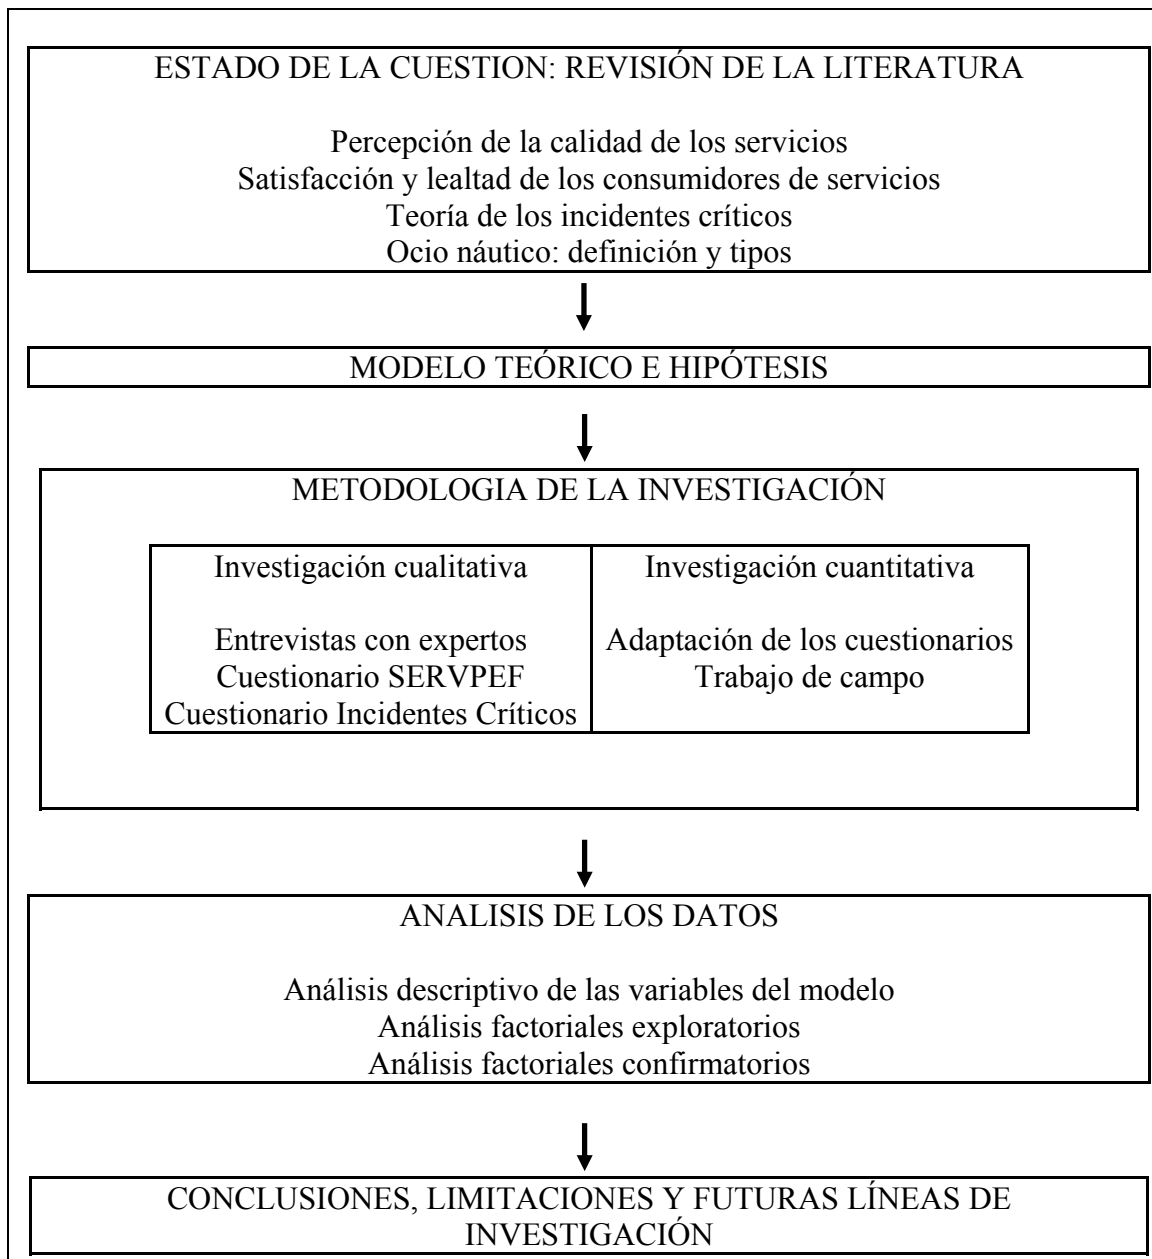 ESTADO DE LA CUESTION: REVISIÓN DE LA LITERATURA
Percepción de la calidad de los servicios
Satisfacción y lealtad de los consumidores de servicios
Teoría de los incidentes críticos
Ocio náutico: definición y tipos
MODELO TEÓRICO E HIPÓTESIS
METODOLOGIA DE LA INVESTIGACIÓN
Investigación cualitativa
Entrevistas con expertos
Cuestionario SERVPEF
Cuestionario Incidentes Críticos
Investigación cuantitativa
Adaptación de los cuestionarios
Trabajo de campo
ANALISIS DE LOS DATOS
Análisis descriptivo de las variables del modelo
Análisis factoriales exploratorios
Análisis factoriales confirmatorios
CONCLUSIONES, LIMITACIONES Y FUTURAS LÍNEAS DE
INVESTIGACIÓN